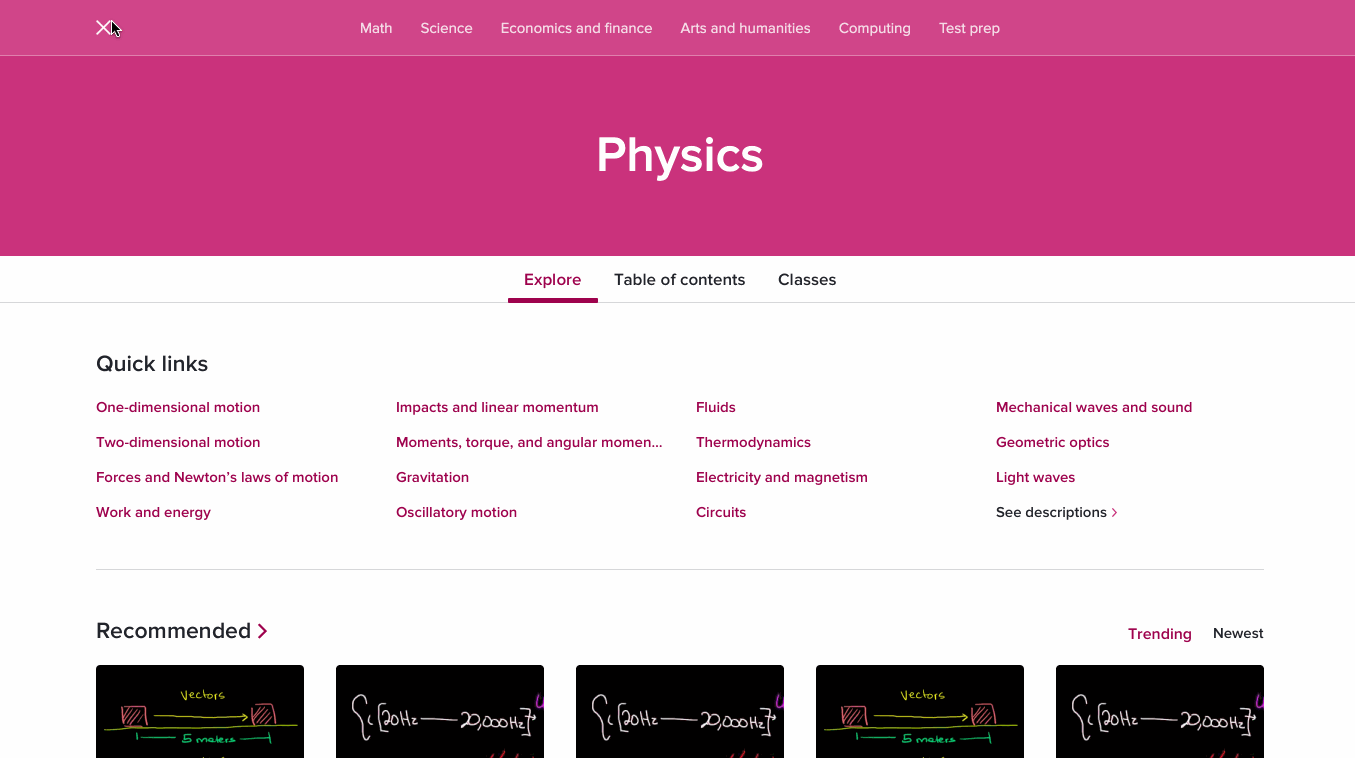 Math Science Economics and finance Arts and humanities Computing Test prep
Physics
Explore Table of contents Classes
Quick links
One-dimensional motion Impacts and linear momentum Fluids Mechanical waves and sound
Two-dimensional motion Moments, torque, and angular momen... Thermodynamics Geometric optics
Forces and Newton's laws of motion Gravitation Electricity and magnetism Light waves
Work and energy Oscillatory motion Circuits See descriptions
Recommended Trending Newest
Vectors
5 meters
[20Hz — 20,000Hz]
[20Hz — 20,000Hz]
Vectors
5 meters
[20Hz — 20,000Hz]